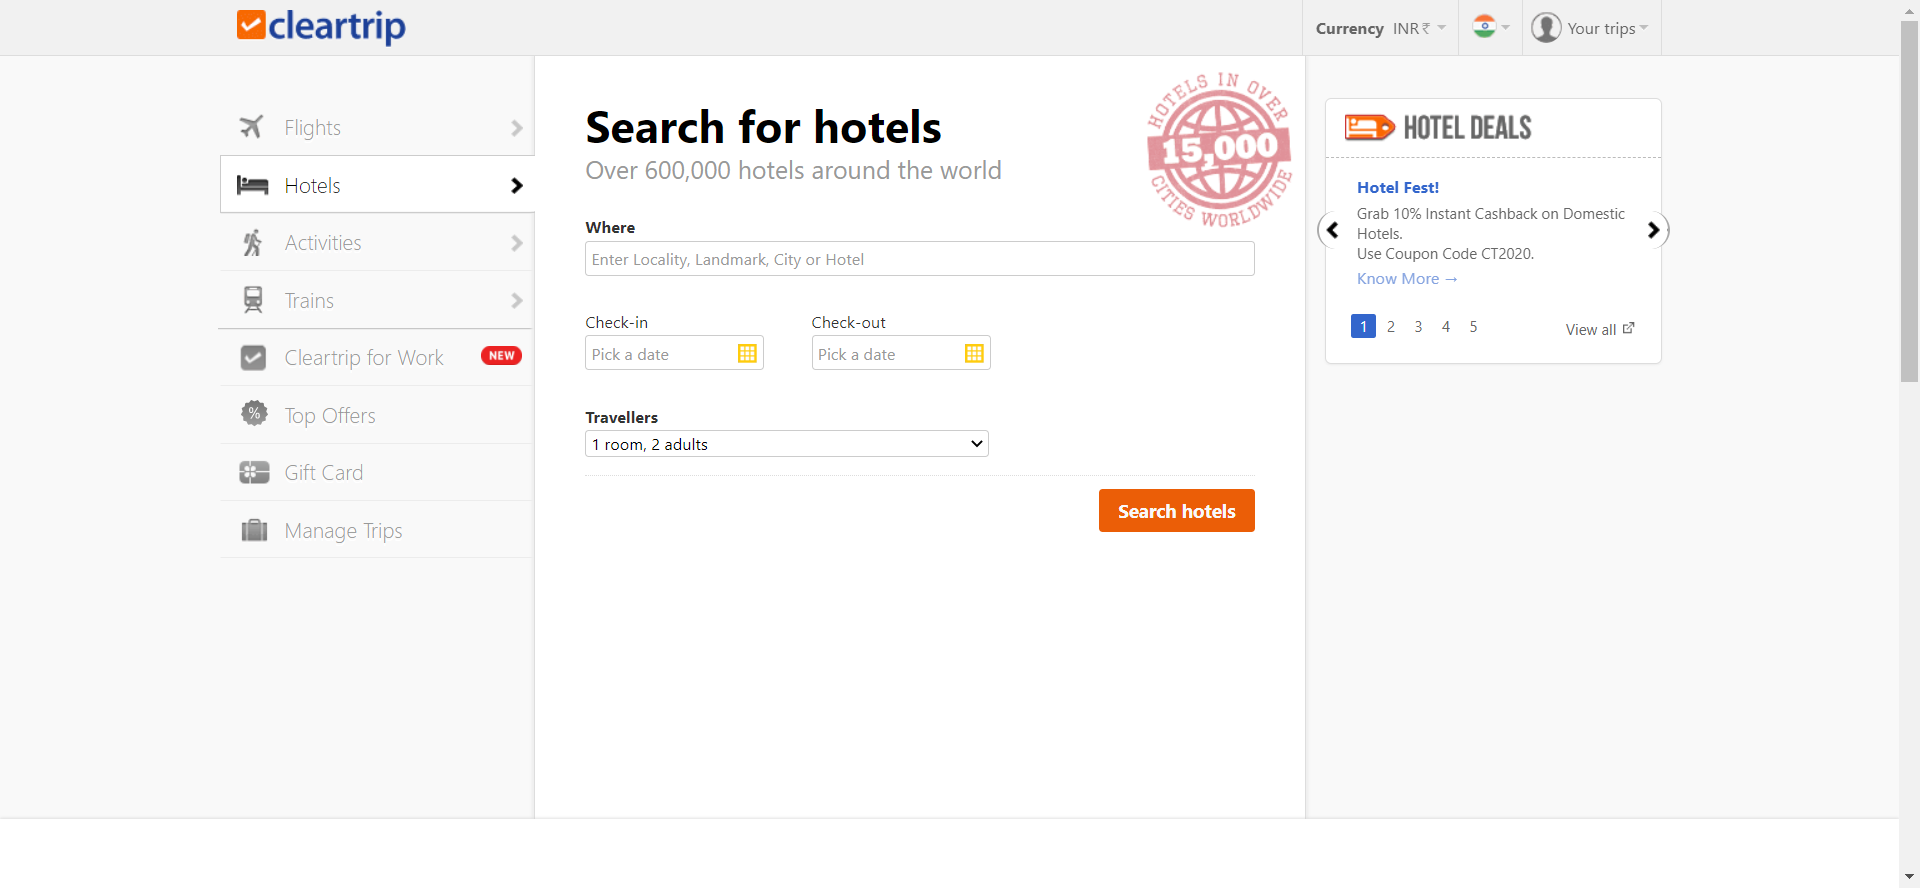 cleartrip
Currency INR ₹
Your trips
Flights
Hotels
Activities
Trains
Cleartrip for Work NEW
Top Offers
Gift Card
Manage Trips
Search for hotels
Over 600,000 hotels around the world
HOTELS IN OVER
15,000
CITIES WORLDWIDE
Where
Enter Locality, Landmark, City or Hotel
Check-in Check-out
Pick a date Pick a date
Travellers
1 room, 2 adults
Search hotels
HOTEL DEALS
Hotel Fest!
Grab 10% Instant Cashback on Domestic
Hotels.
Use Coupon Code CT2020.
Know More →
1 2 3 4 5 View all